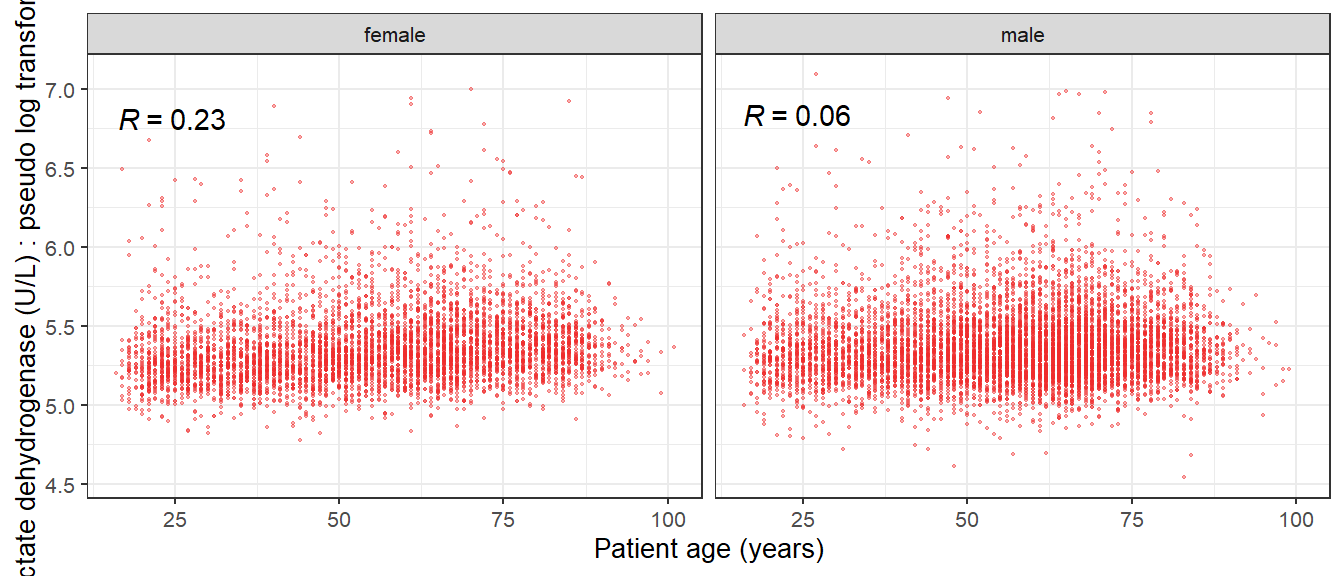 female
male
ctate dehydrogenase (U/L) : pseudo log transfor
R = 0.23
R = 0.06
7.0
6.5
6.0
5.5
5.0
4.5
25 50 75 100
25 50 75 100
Patient age (years)